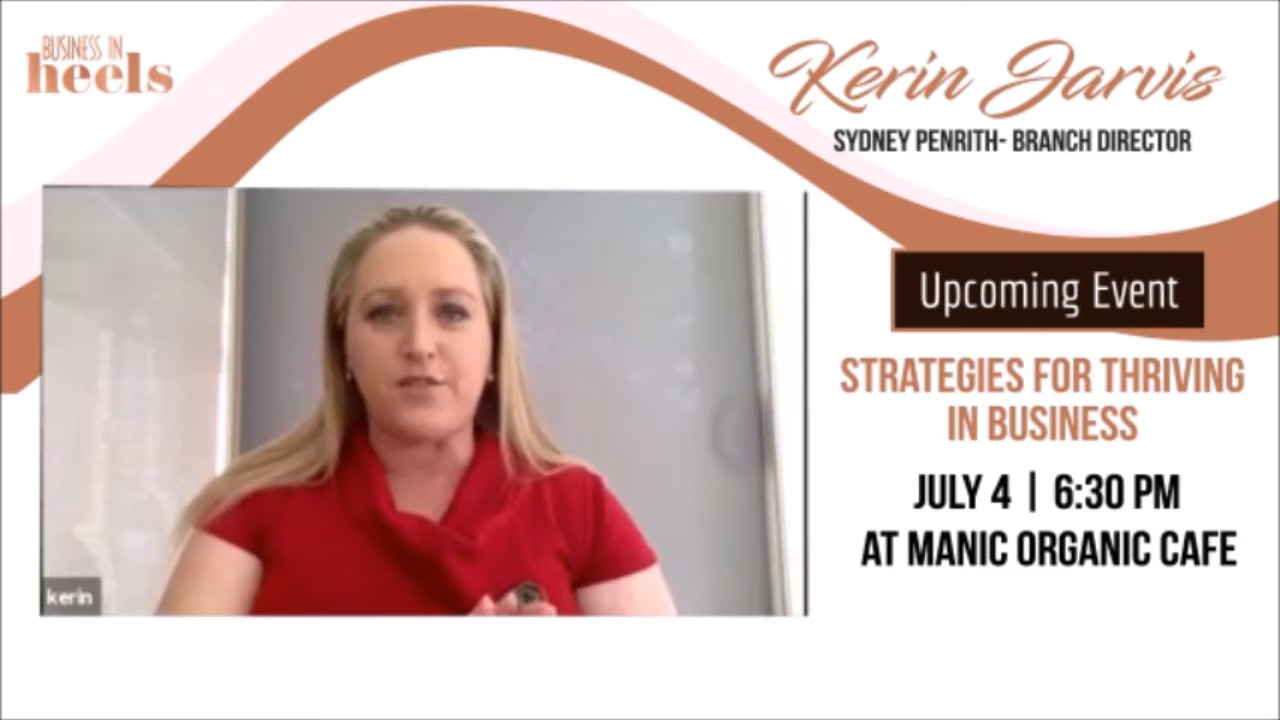 BUSINESS IN
heels
Kerin Jarvis
SYDNEY PENRITH- BRANCH DIRECTOR
Upcoming Event
STRATEGIES FOR THRIVING
IN BUSINESS
JULY 4 | 6:30 PM
AT MANIC ORGANIC CAFE
kerin